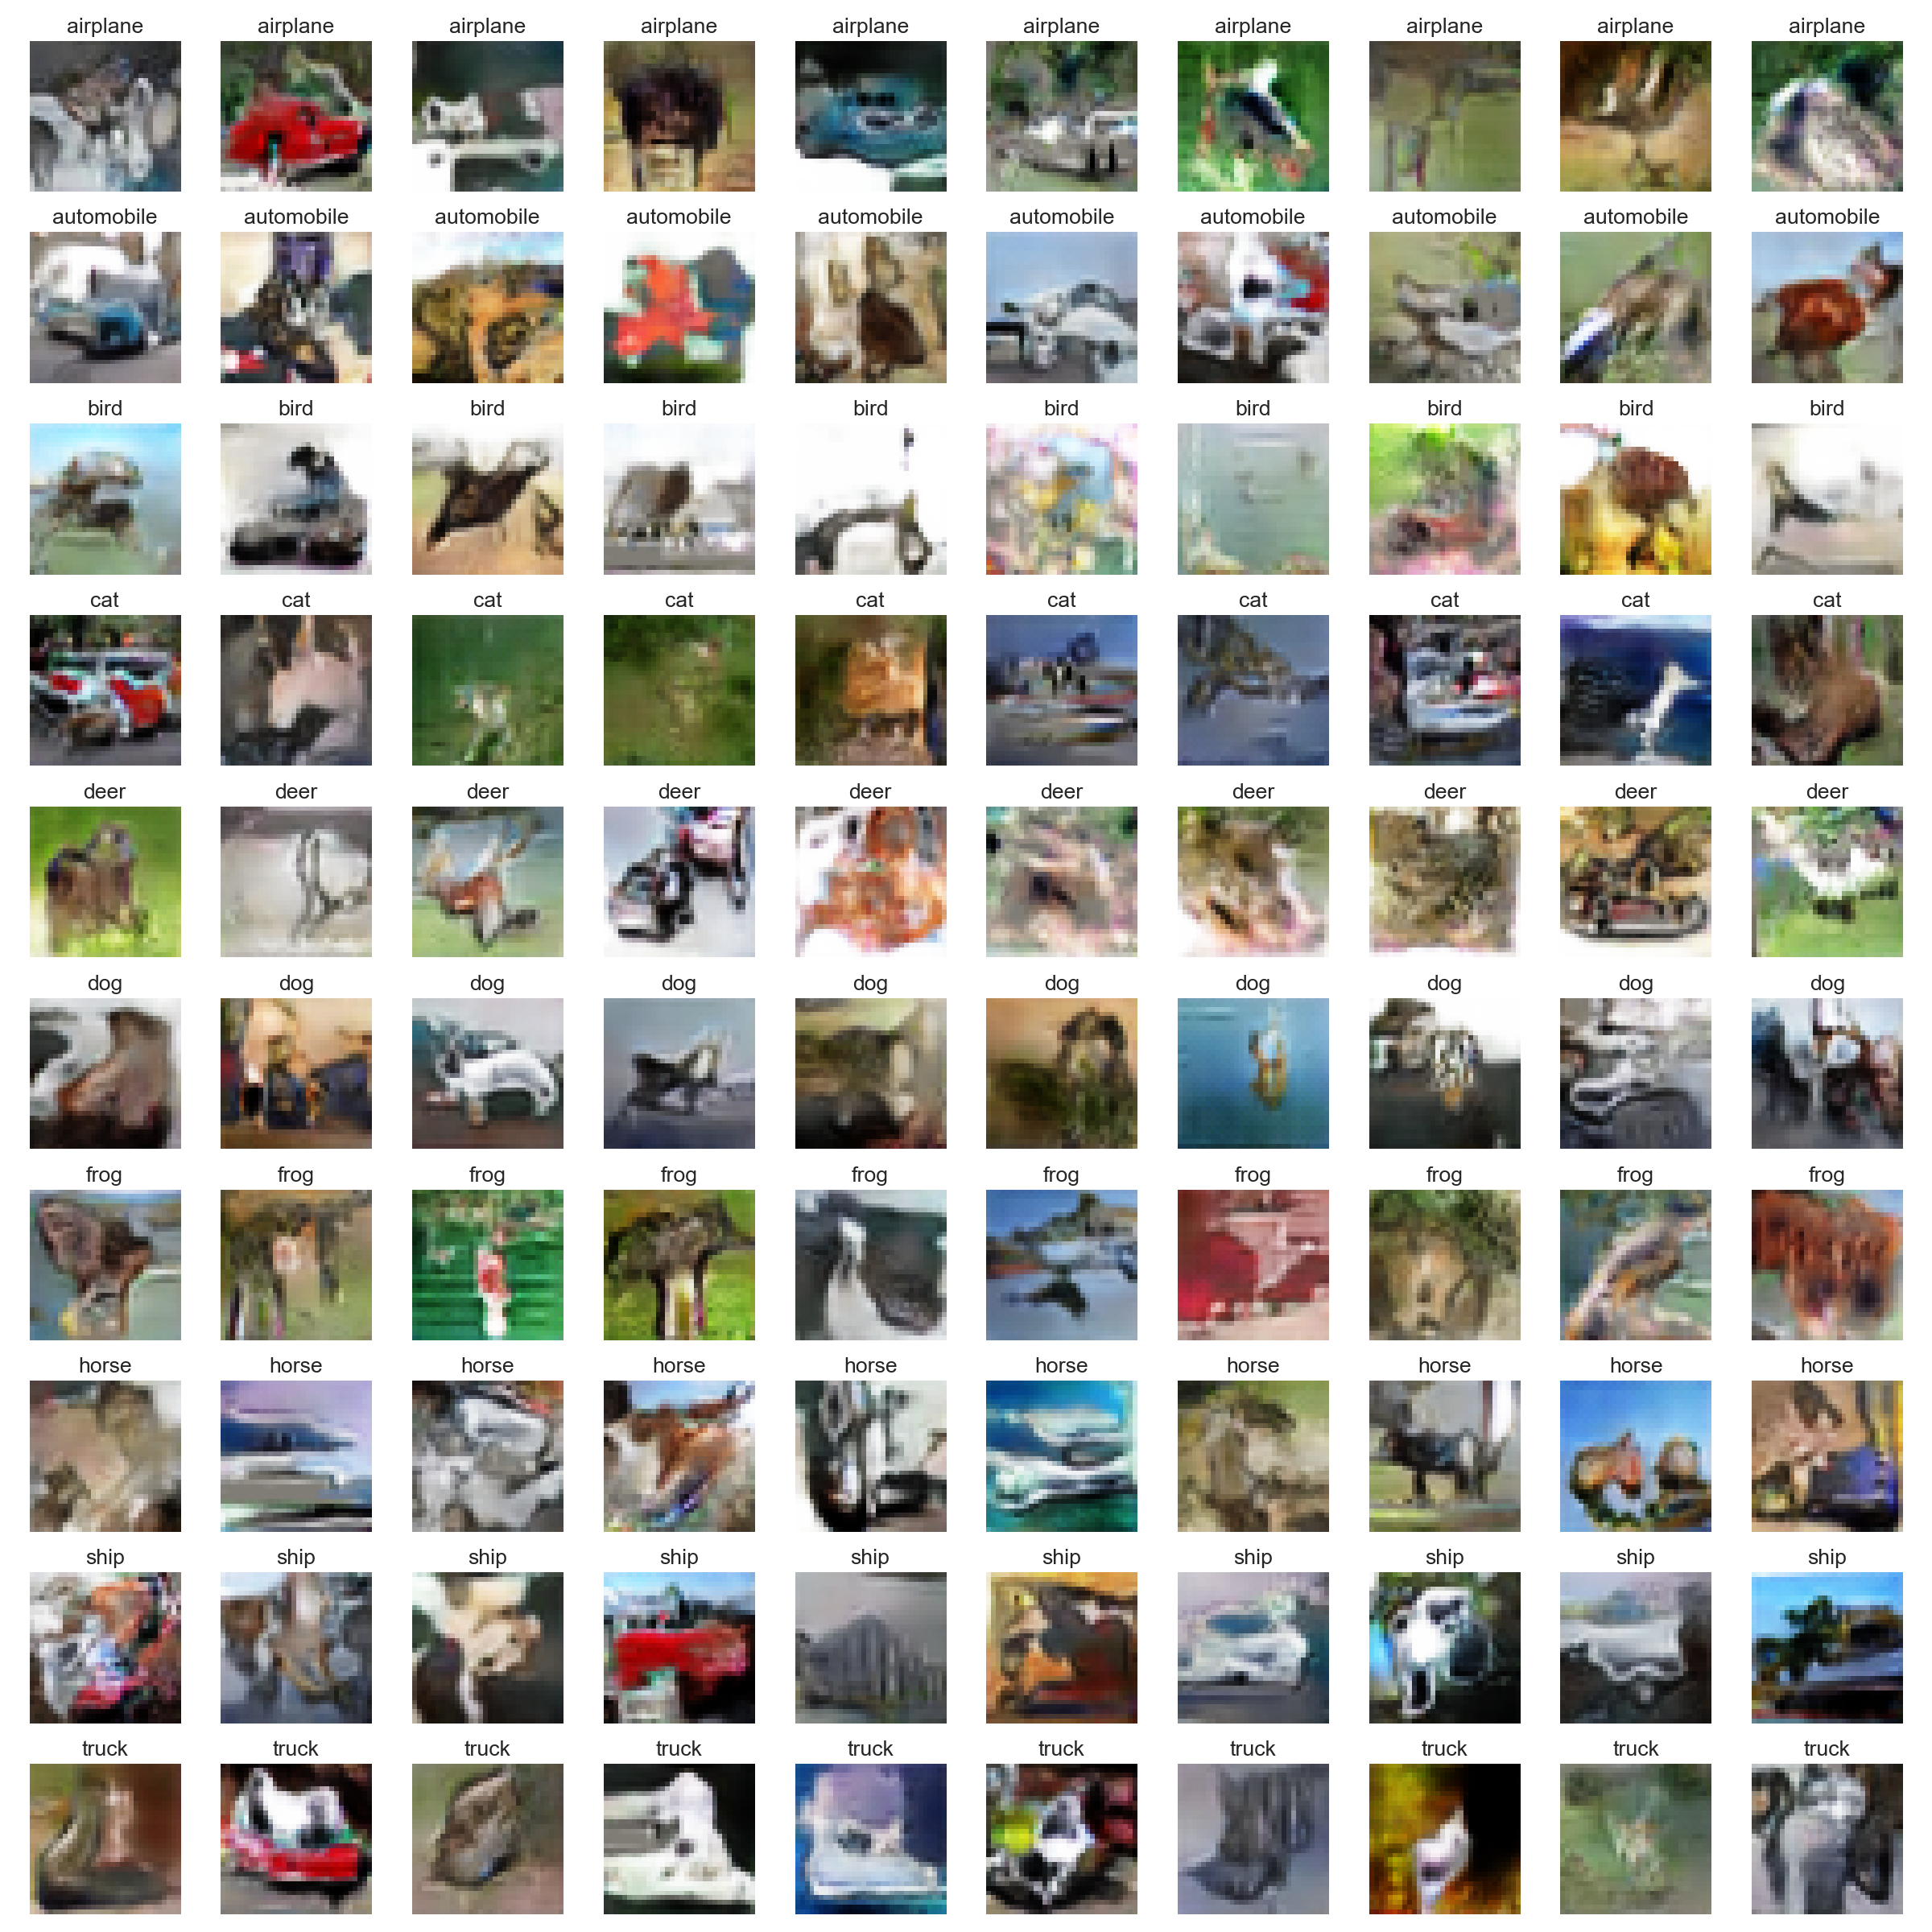 airplane airplane airplane airplane airplane airplane airplane airplane airplane airplane
automobile automobile automobile automobile automobile automobile automobile automobile automobile automobile
bird bird bird bird bird bird bird bird bird bird
cat cat cat cat cat cat cat cat cat cat
deer deer deer deer deer deer deer deer deer deer
dog dog dog dog dog dog dog dog dog dog
frog frog frog frog frog frog frog frog frog frog
horse horse horse horse horse horse horse horse horse horse
ship ship ship ship ship ship ship ship ship ship
truck truck truck truck truck truck truck truck truck truck